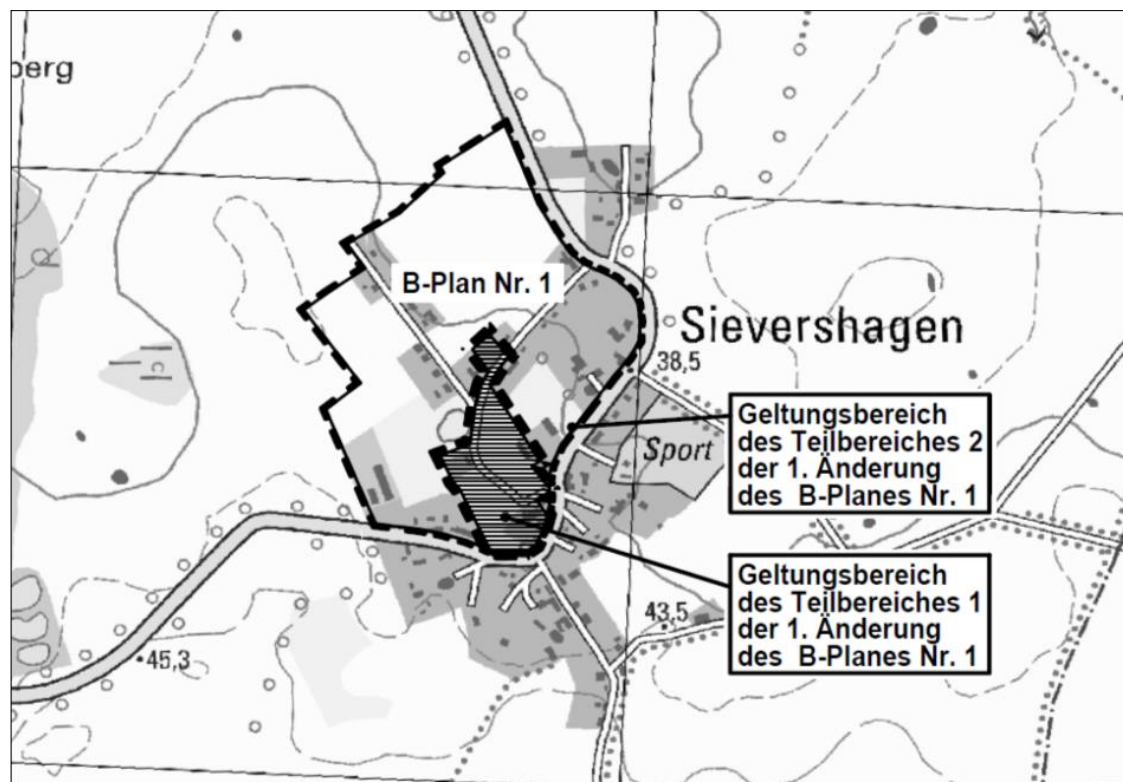 berg
B-Plan Nr. 1
Sievershagen
38,5
Geltungsbereich
des Teilbereiches 2
der 1. Änderung
des B-Planes Nr. 1
Sport
Geltungsbereich
des Teilbereiches 1
der 1. Änderung
des B-Planes Nr. 1
43,5
45,3